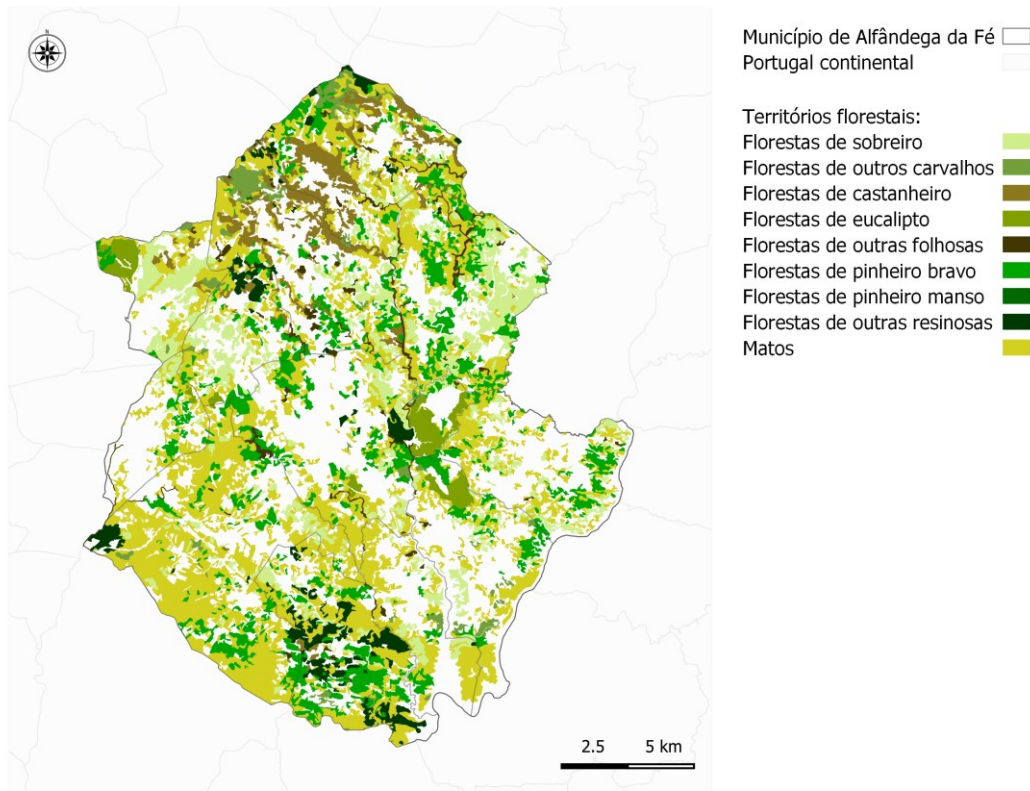 N
Município de Alfândega da Fé
Portugal continental
Territórios florestais:
Florestas de sobreiro
Florestas de outros carvalhos
Florestas de castanheiro
Florestas de eucalipto
Florestas de outras folhosas
Florestas de pinheiro bravo
Florestas de pinheiro manso
Florestas de outras resinosas
Matos
2.5 5 km